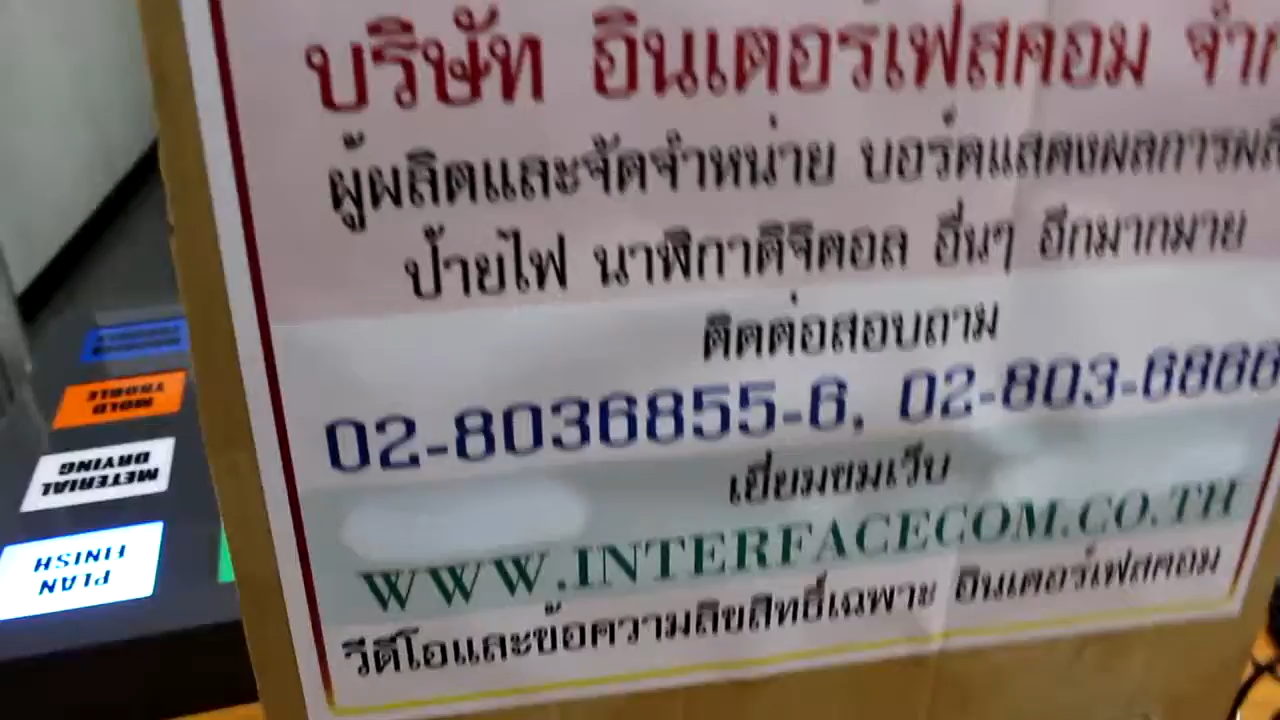 บริษัท อินเตอร์เฟสคอม จำก
ผู้ผลิตและจัดจำหน่าย บอร์ดแสดงผลการผลิ
ป้ายไฟ นาฬิกาดิจิตอล อื่นๆ อีกมากมาย
ติดต่อสอบถาม
02-8036855-6, 02-803-6866
เยี่ยมชมเว็บ
WWW.INTERFACECOM.CO.TH
วีดีโอและข้อความลิขสิทธิ์เฉพาะ อินเตอร์เฟสคอม
PLAN
FINISH
METERIAL
DRYING
MOLD
TROBLE